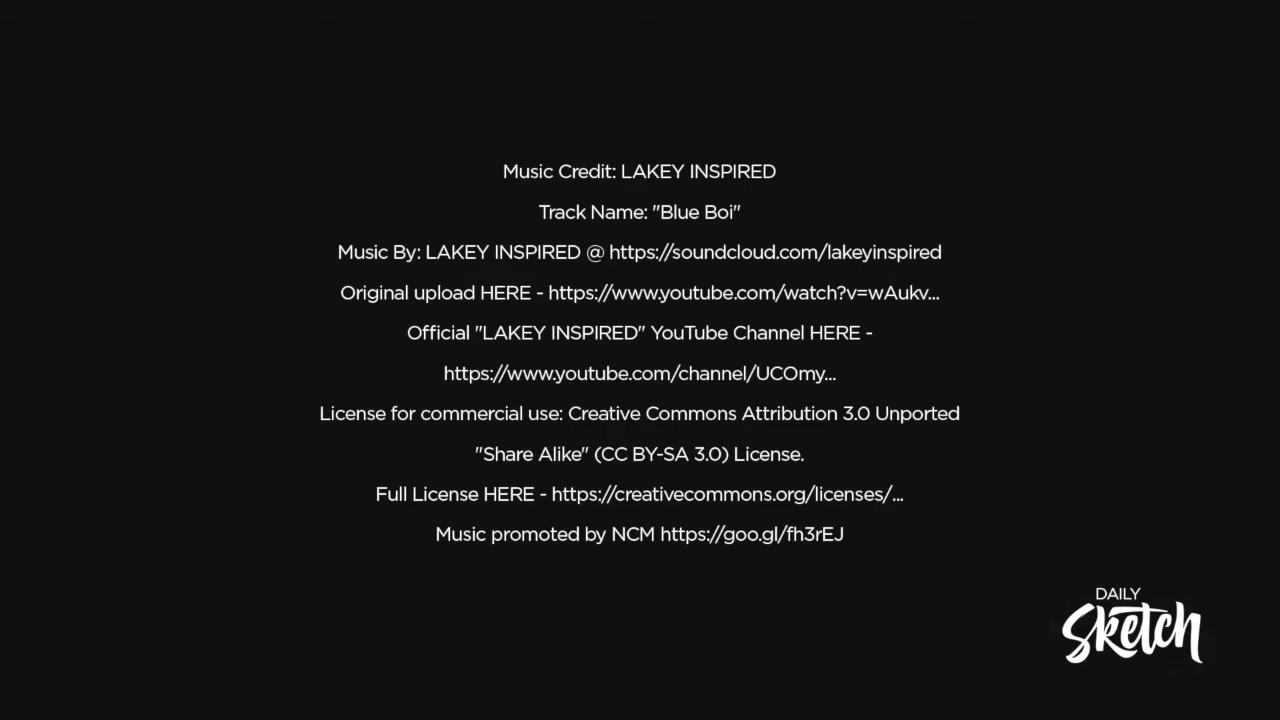 Music Credit: LAKEY INSPIRED
Track Name: "Blue Boi"
Music By: LAKEY INSPIRED @ https://soundcloud.com/lakeyinspired
Original upload HERE - https://www.youtube.com/watch?v=wAukv...
Official "LAKEY INSPIRED" YouTube Channel HERE -
https://www.youtube.com/channel/UCOmy...
License for commercial use: Creative Commons Attribution 3.0 Unported
"Share Alike" (CC BY-SA 3.0) License.
Full License HERE - https://creativecommons.org/licenses/...
Music promoted by NCM https://goo.gl/fh3rEJ
DAILY
Sketch